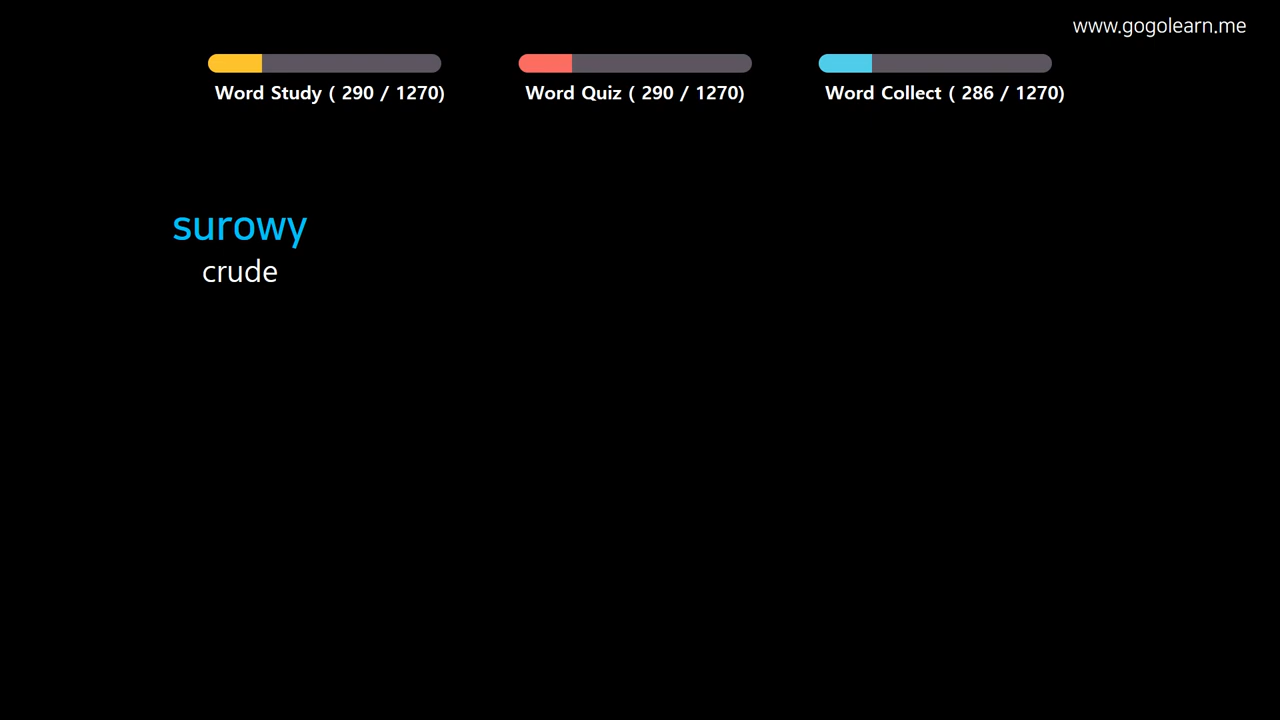 www.gogolearn.me
Word Study ( 290 / 1270)
Word Quiz ( 290 / 1270)
Word Collect ( 286 / 1270)
surowy
crude